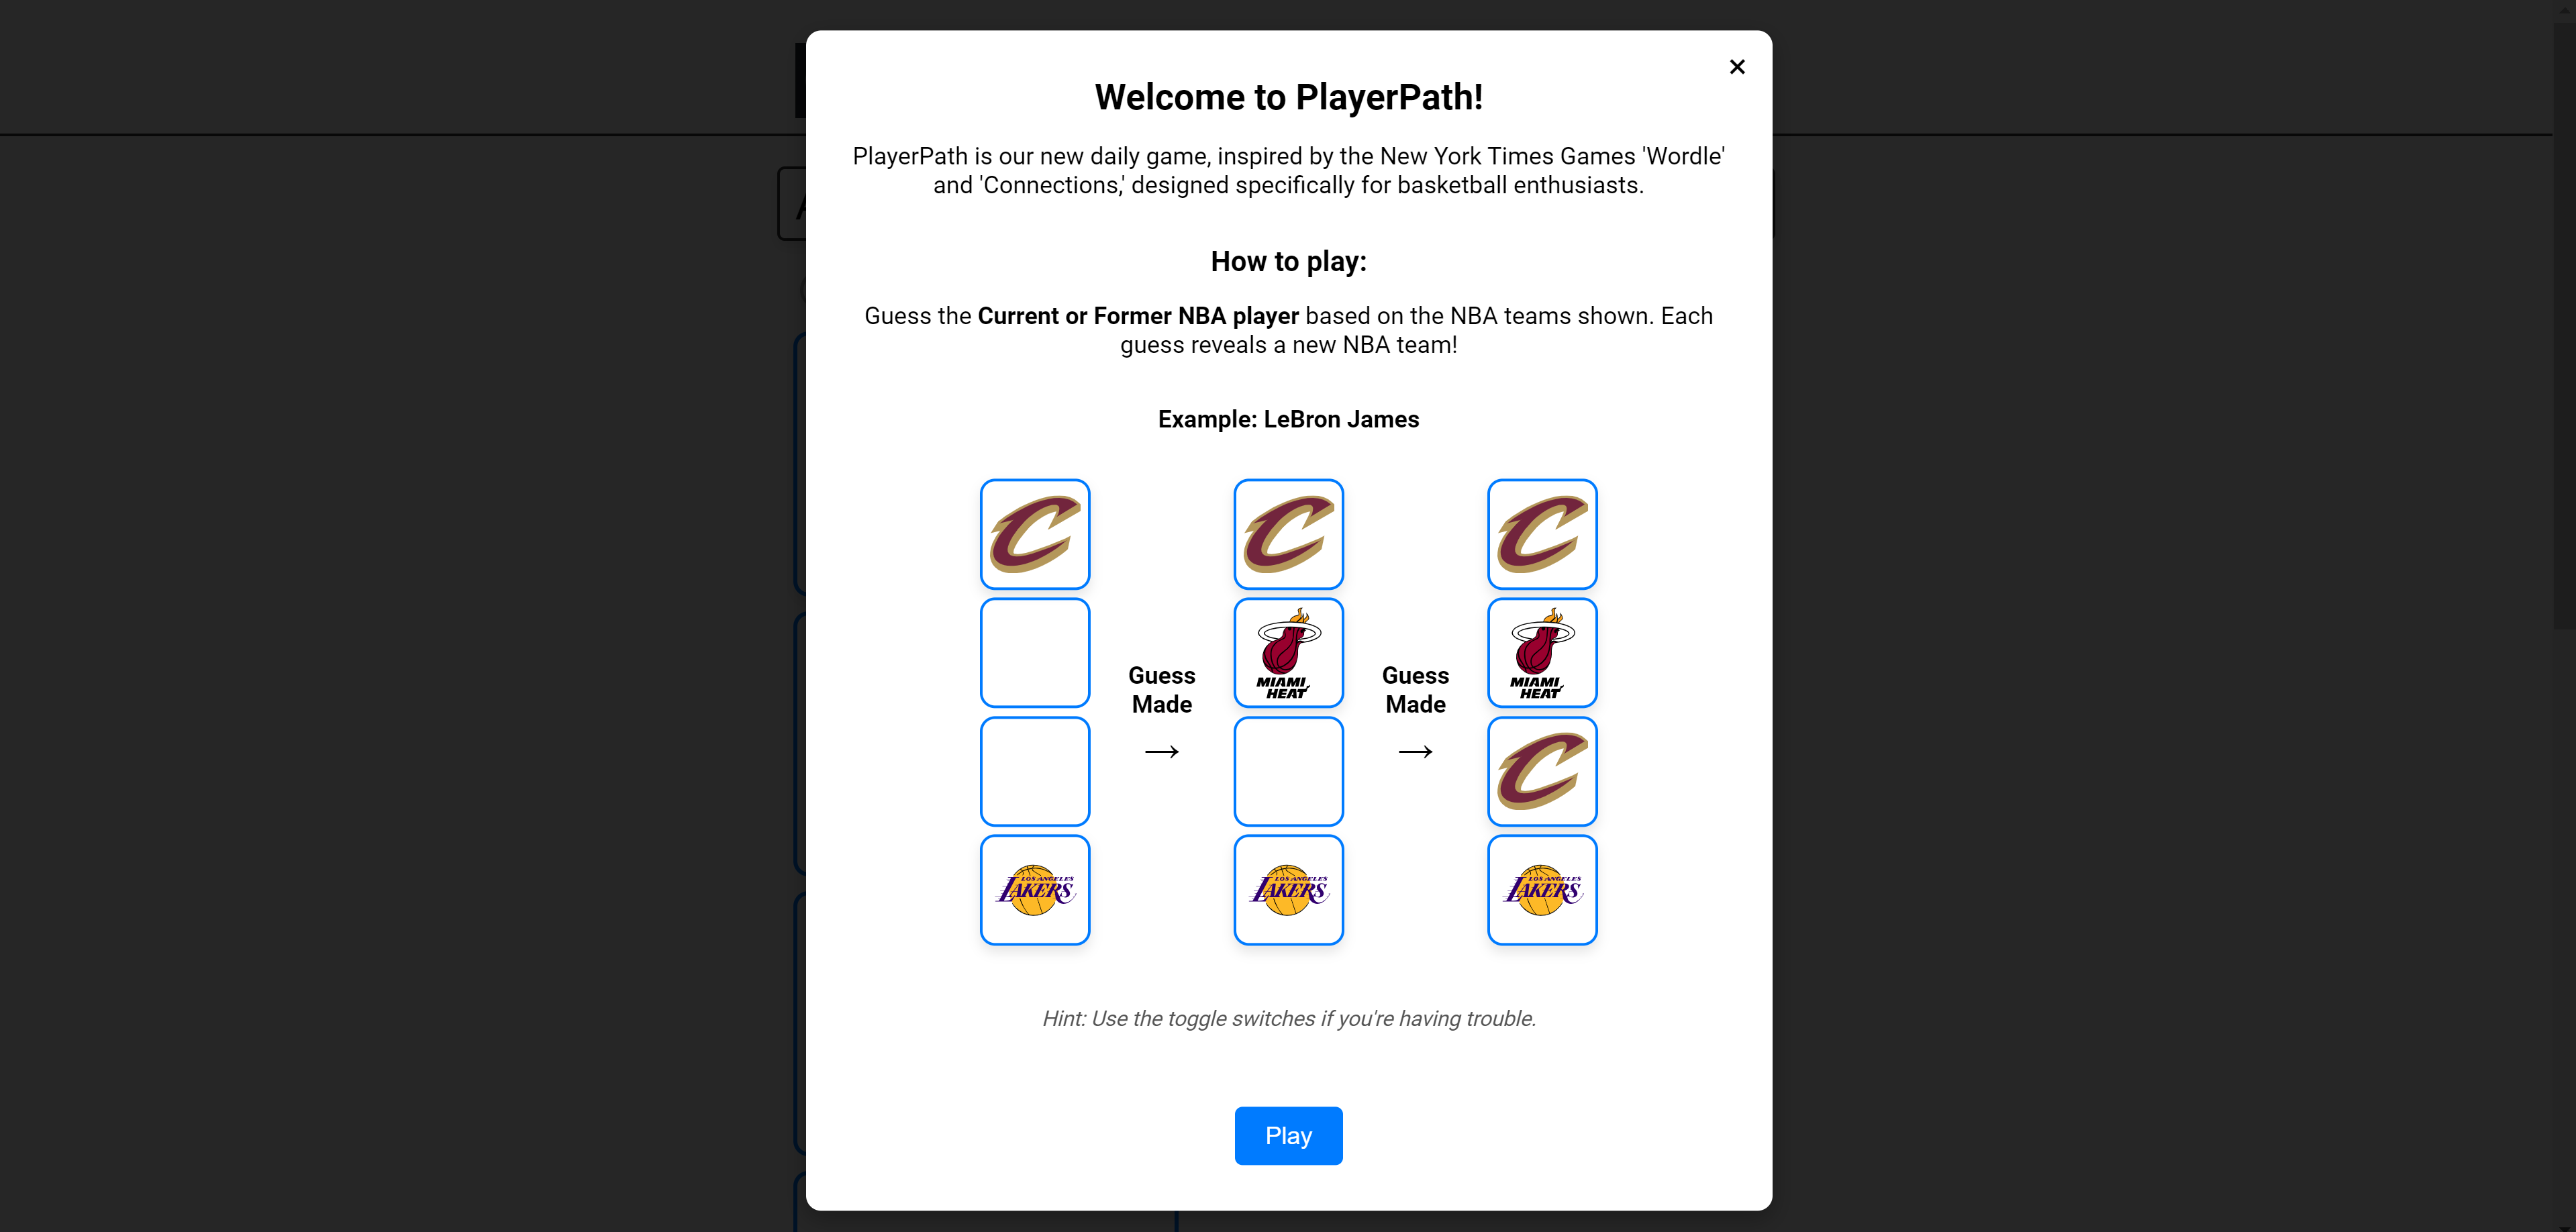 ×
Welcome to PlayerPath!
PlayerPath is our new daily game, inspired by the New York Times Games 'Wordle'
and 'Connections,' designed specifically for basketball enthusiasts.
How to play:
Guess the Current or Former NBA player based on the NBA teams shown. Each
guess reveals a new NBA team!
Example: LeBron James
C
C
C
MIAMI
HEAT
MIAMI
HEAT
Guess
Made
→
Guess
Made
→
C
LOS ANGELES
LAKERS
LOS ANGELES
LAKERS
LOS ANGELES
LAKERS
Hint: Use the toggle switches if you're having trouble.
Play